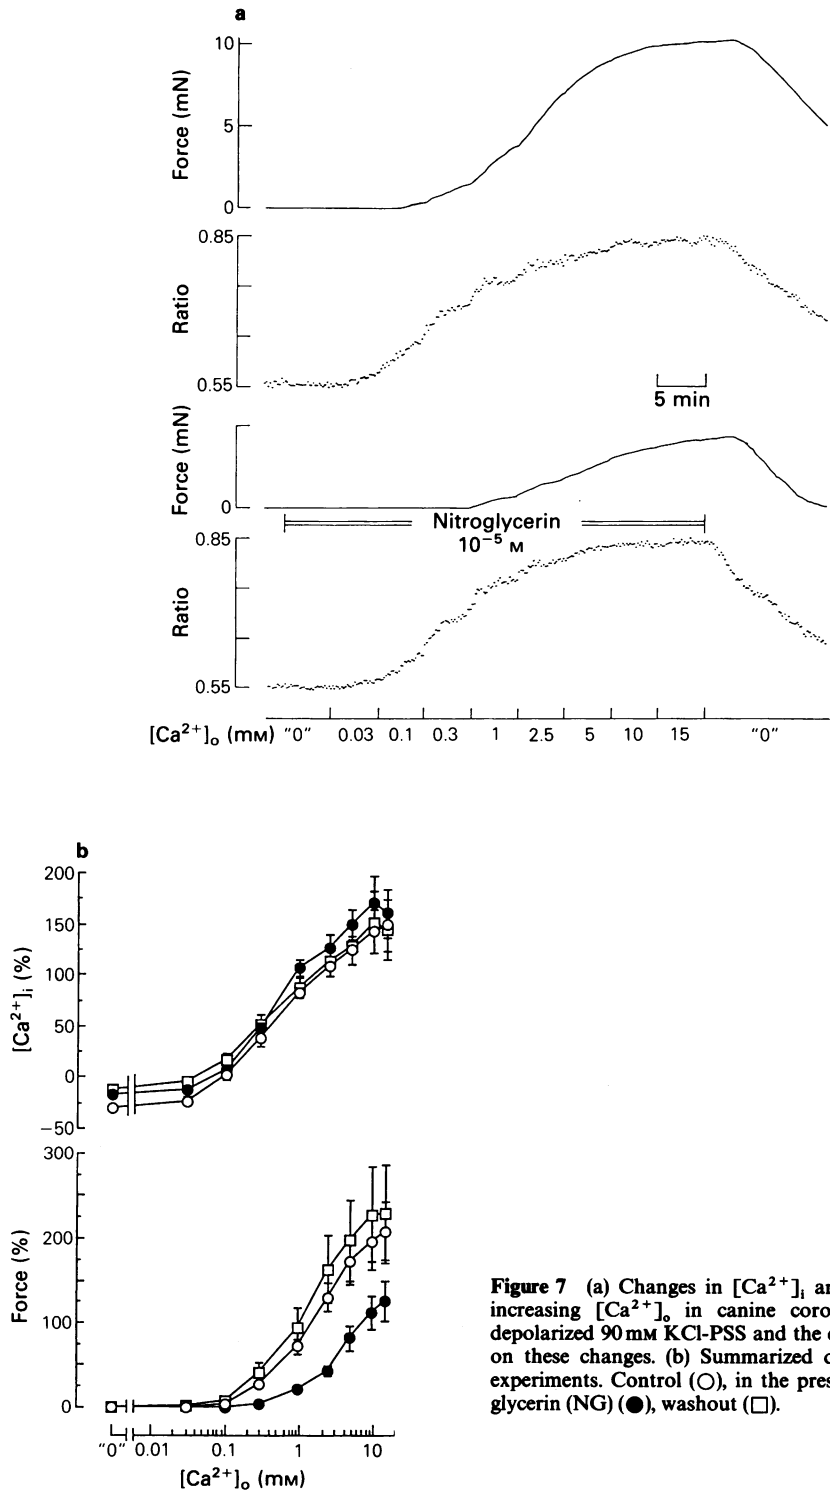 a
10
Force (mN)
5
0
0.85
Ratio
0.55
5 min
Force (mN)
0
Nitroglycerin
10⁻⁵ M
0.85
Ratio
0.55
[Ca²⁺]ₒ (mM) "0" 0.03 0.1 0.3 1 2.5 5 10 15 "0"
b
200
150
100
50
0
−50
[Ca²⁺]ᵢ (%)
300
200
100
0
Force (%)
"0" 0.01 0.1 1 10
[Ca²⁺]ₒ (mM)
Figure 7 (a) Changes in [Ca²⁺]ᵢ an
increasing [Ca²⁺]ₒ in canine coro
depolarized 90 mM KCl-PSS and the
on these changes. (b) Summarized
experiments. Control (○), in the pres
glycerin (NG) (●), washout (□).